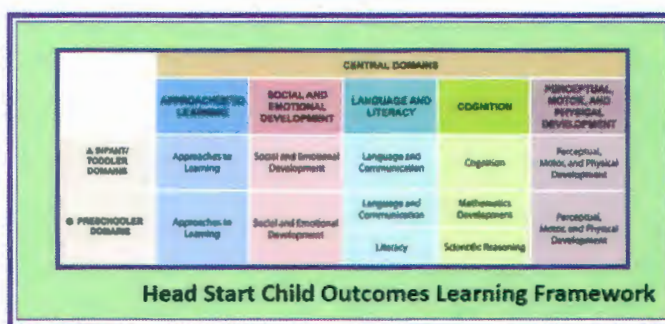 CENTRAL DOMAINS
APPROACHES TO
LEARNING
SOCIAL AND
EMOTIONAL
DEVELOPMENT
LANGUAGE AND
LITERACY
COGNITION
PERCEPTUAL,
MOTOR, AND
PHYSICAL
DEVELOPMENT
INFANT/
TODDLER
DOMAINS
Approaches to
Learning
Social and Emotional
Development
Language and
Communication
Cognition
Perceptual,
Motor, and Physical
Development
PRESCHOOLER
DOMAINS
Approaches to
Learning
Social and Emotional
Development
Language and
Communication
Literacy
Mathematics
Development
Scientific Reasoning
Perceptual,
Motor, and Physical
Development
Head Start Child Outcomes Learning Framework